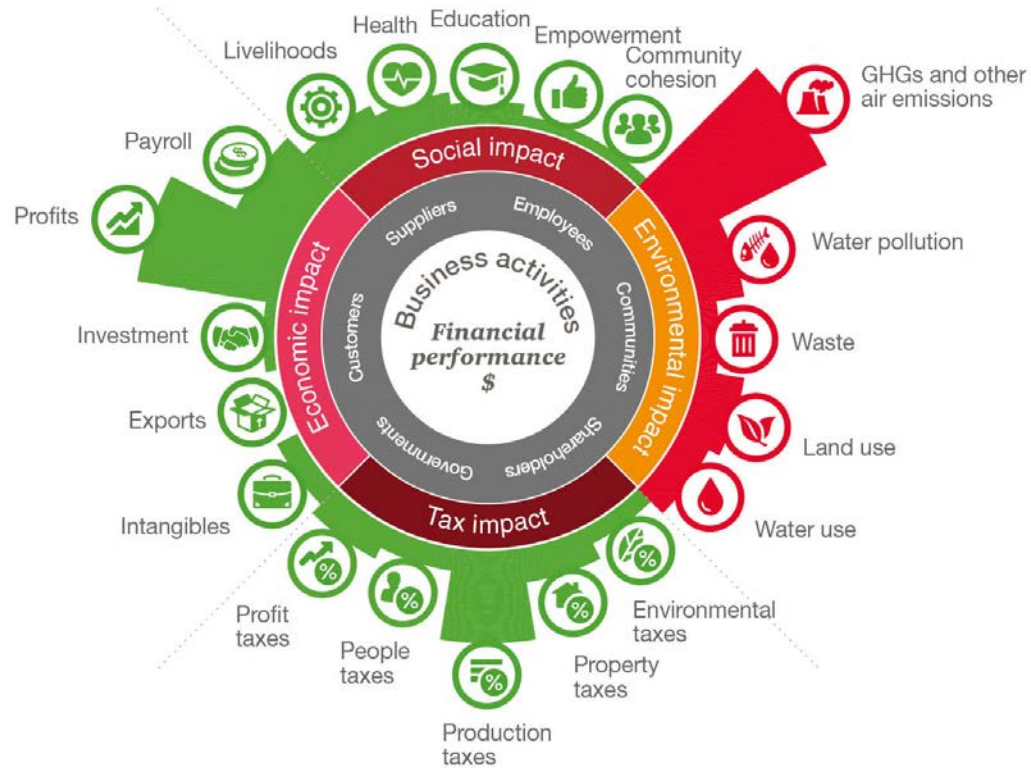 Education
Health
Empowerment
Livelihoods
Community
cohesion
GHGs and other
air emissions
Payroll
Profits
Social impact
Suppliers
Employees
Water pollution
Environmental impact
Economic impact
Business activities
Customers
Communities
Financial
performance
$
Investment
Waste
Exports
Land use
Governments
Shareholders
Intangibles
Tax impact
Water use
Profit
taxes
People
taxes
Production
taxes
Property
taxes
Environmental
taxes
$
%
%
%
%
%